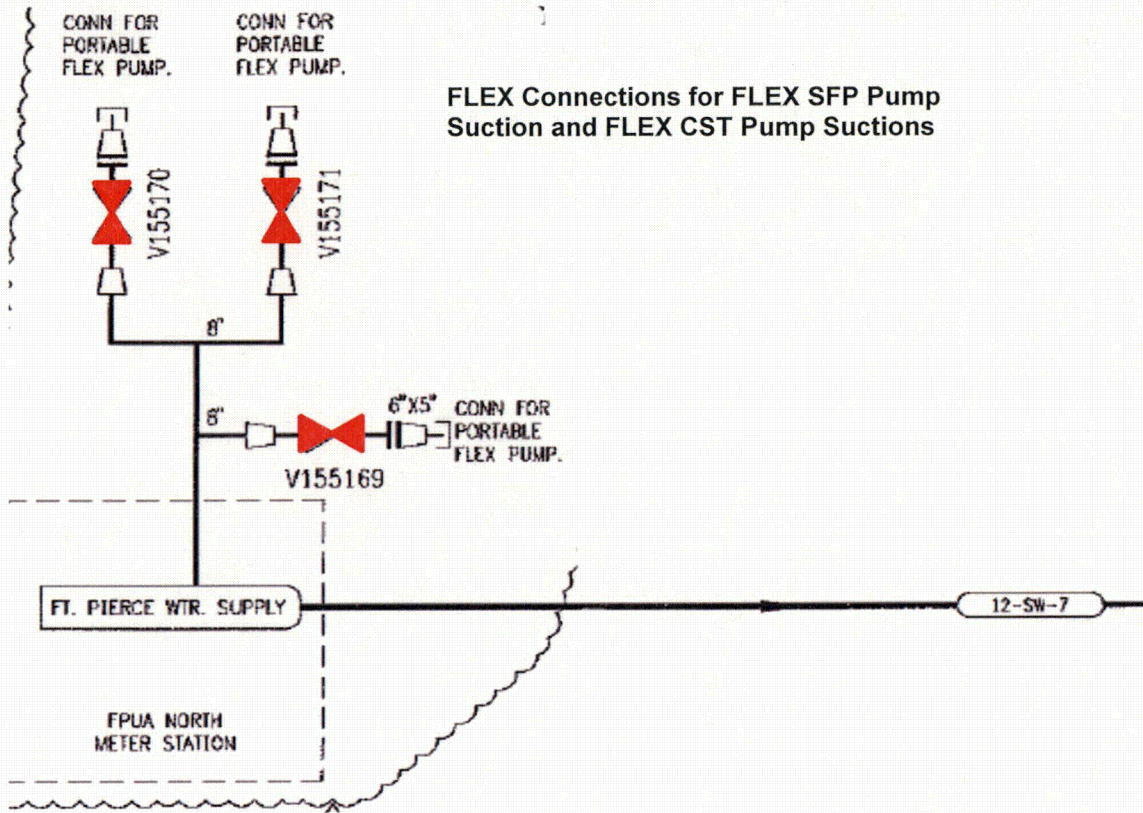 CONN FOR
PORTABLE
FLEX PUMP.
CONN FOR
PORTABLE
FLEX PUMP.
FLEX Connections for FLEX SFP Pump
Suction and FLEX CST Pump Suctions
V155170
V155171
8"
8"
6"X5"
CONN FOR
PORTABLE
FLEX PUMP.
V155169
FT. PIERCE WTR. SUPPLY
12-SW-7
FPUA NORTH
METER STATION